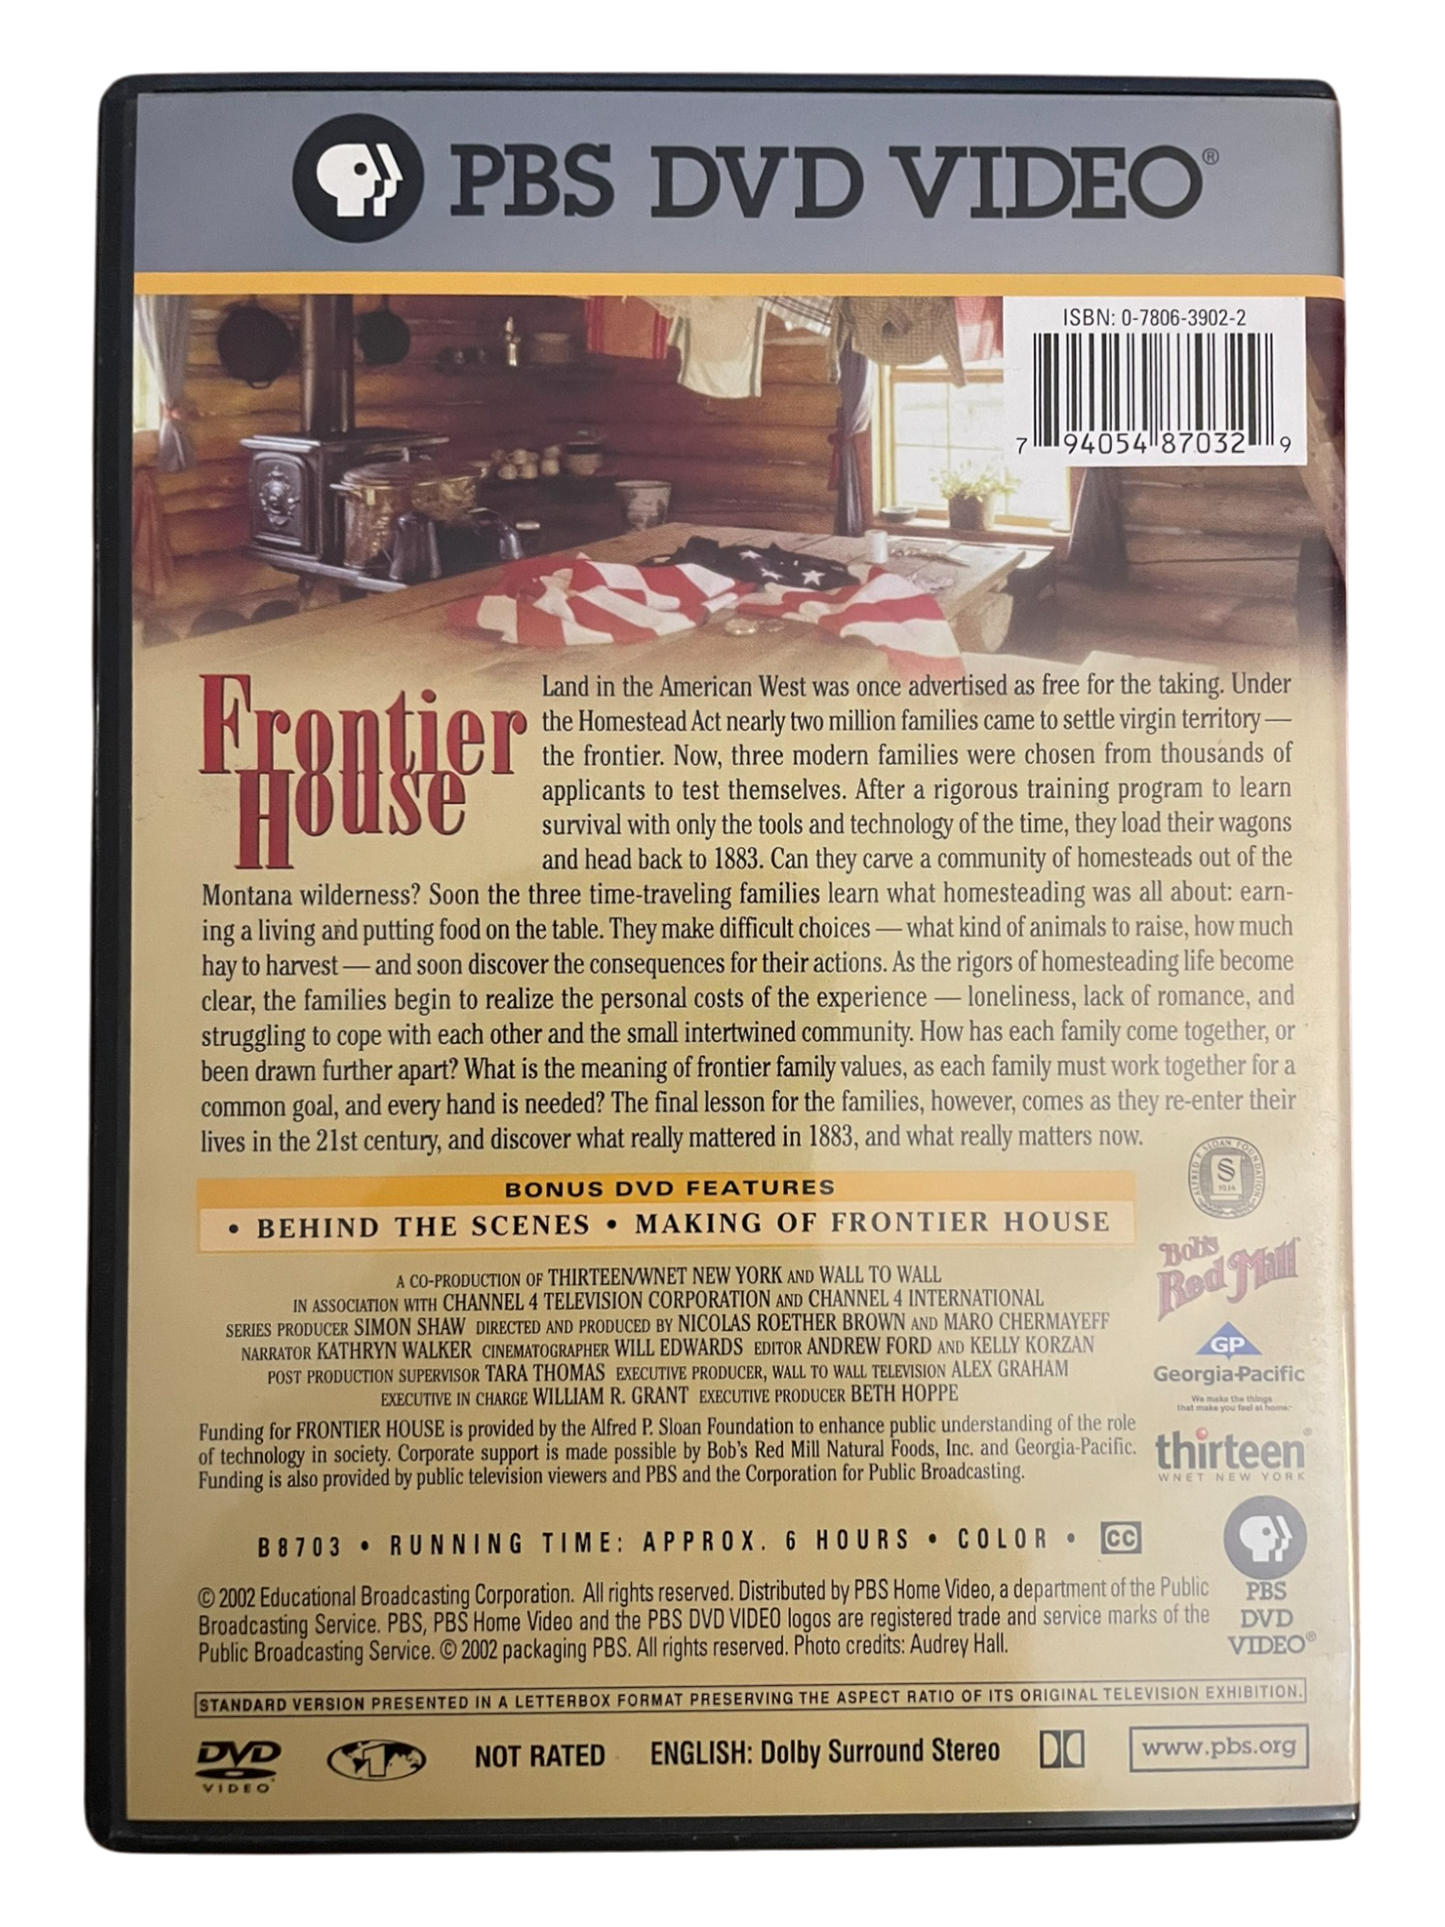 PBS DVD VIDEO®
ISBN: 0-7806-3902-2
7 94054 87032 9
Frontier
House
Land in the American West was once advertised as free for the taking. Under
the Homestead Act nearly two million families came to settle virgin territory —
the frontier. Now, three modern families were chosen from thousands of
applicants to test themselves. After a rigorous training program to learn
survival with only the tools and technology of the time, they load their wagons
and head back to 1883. Can they carve a community of homesteads out of the
Montana wilderness? Soon the three time-traveling families learn what homesteading was all about: earn-
ing a living and putting food on the table. They make difficult choices — what kind of animals to raise, how much
hay to harvest — and soon discover the consequences for their actions. As the rigors of homesteading life become
clear, the families begin to realize the personal costs of the experience — loneliness, lack of romance, and
struggling to cope with each other and the small intertwined community. How has each family come together, or
been drawn further apart? What is the meaning of frontier family values, as each family must work together for a
common goal, and every hand is needed? The final lesson for the families, however, comes as they re-enter their
lives in the 21st century, and discover what really mattered in 1883, and what really matters now.
ALFRED P. SLOAN FOUNDATION
1934
BONUS DVD FEATURES
• BEHIND THE SCENES • MAKING OF FRONTIER HOUSE
Bob's
Red Mill
A CO-PRODUCTION OF THIRTEEN/WNET NEW YORK AND WALL TO WALL
IN ASSOCIATION WITH CHANNEL 4 TELEVISION CORPORATION AND CHANNEL 4 INTERNATIONAL
SERIES PRODUCER SIMON SHAW DIRECTED AND PRODUCED BY NICOLAS ROETHER BROWN AND MARO CHERMAYEFF
NARRATOR KATHRYN WALKER CINEMATOGRAPHER WILL EDWARDS EDITOR ANDREW FORD AND KELLY KORZAN
POST PRODUCTION SUPERVISOR TARA THOMAS EXECUTIVE PRODUCER, WALL TO WALL TELEVISION ALEX GRAHAM
EXECUTIVE IN CHARGE WILLIAM R. GRANT EXECUTIVE PRODUCER BETH HOPPE
GP
Georgia-Pacific
We make the things
that make you feel at home.™
Funding for FRONTIER HOUSE is provided by the Alfred P. Sloan Foundation to enhance public understanding of the role
of technology in society. Corporate support is made possible by Bob's Red Mill Natural Foods, Inc. and Georgia-Pacific.
Funding is also provided by public television viewers and PBS and the Corporation for Public Broadcasting.
thirteen®
WNET NEW YORK
B8703 • RUNNING TIME: APPROX. 6 HOURS • COLOR • CC
© 2002 Educational Broadcasting Corporation. All rights reserved. Distributed by PBS Home Video, a department of the Public
Broadcasting Service. PBS, PBS Home Video and the PBS DVD VIDEO logos are registered trade and service marks of the
Public Broadcasting Service. © 2002 packaging PBS. All rights reserved. Photo credits: Audrey Hall.
PBS
DVD
VIDEO®
STANDARD VERSION PRESENTED IN A LETTERBOX FORMAT PRESERVING THE ASPECT RATIO OF ITS ORIGINAL TELEVISION EXHIBITION.
DVD
VIDEO™
1
NOT RATED
ENGLISH: Dolby Surround Stereo
www.pbs.org